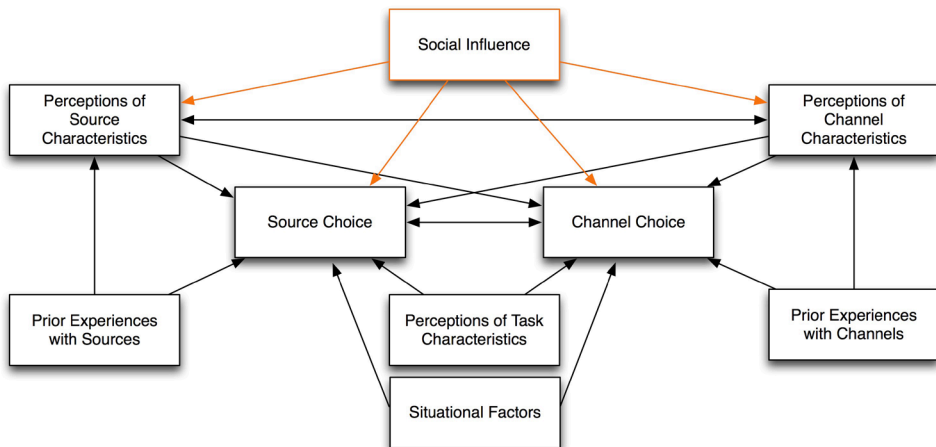 Social Influence
Perceptions of
Source
Characteristics
Perceptions of
Channel
Characteristics
Source Choice
Channel Choice
Prior Experiences
with Sources
Perceptions of Task
Characteristics
Prior Experiences
with Channels
Situational Factors